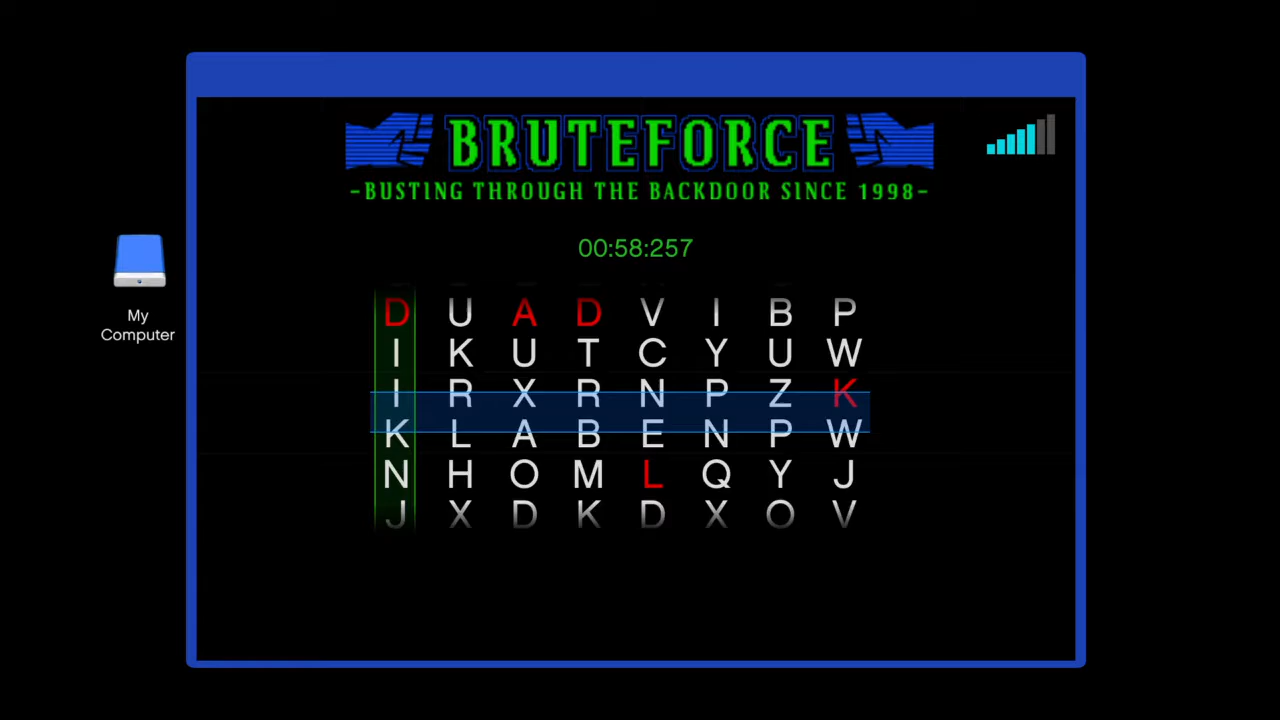 BRUTEFORCE
-BUSTING THROUGH THE BACKDOOR SINCE 1998-
00:58:257
My
Computer
D U A D V I B P
I K U T C Y U W
I R X R N P Z K
K L A B E N P W
N H O M L Q Y J
J X D K D X O V